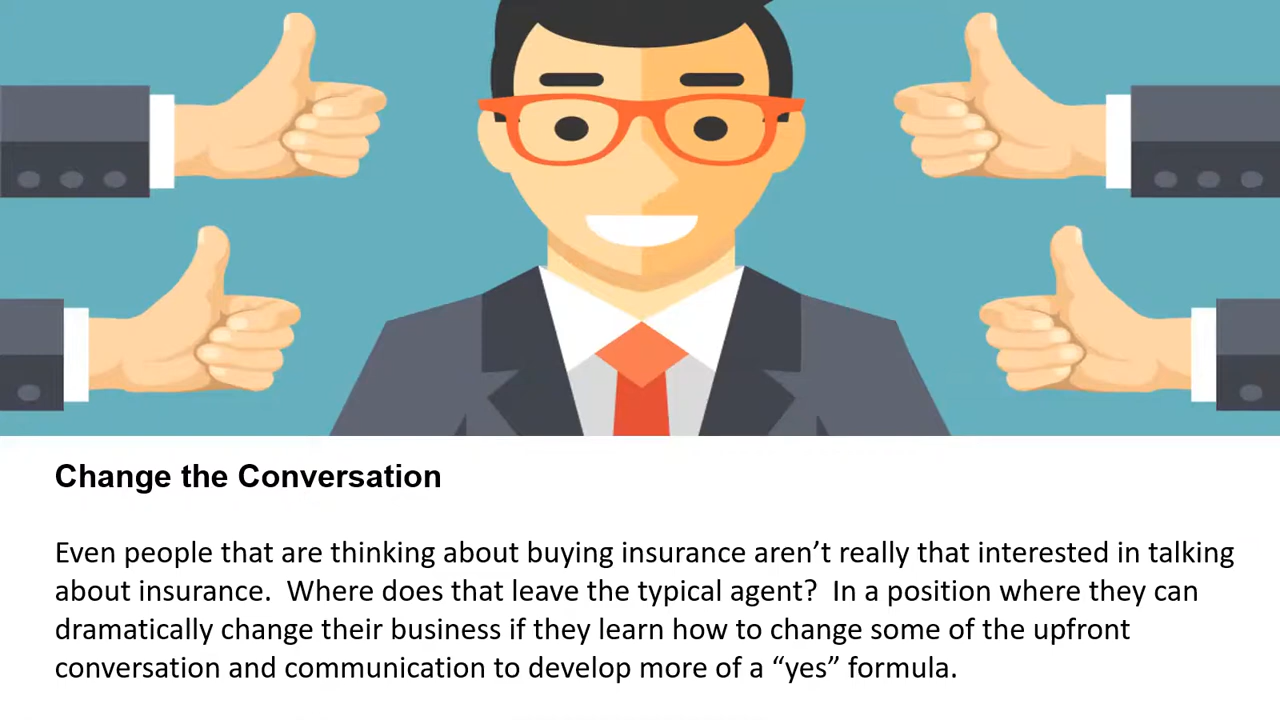 Change the Conversation
Even people that are thinking about buying insurance aren’t really that interested in talking
about insurance.  Where does that leave the typical agent?  In a position where they can
dramatically change their business if they learn how to change some of the upfront
conversation and communication to develop more of a “yes” formula.